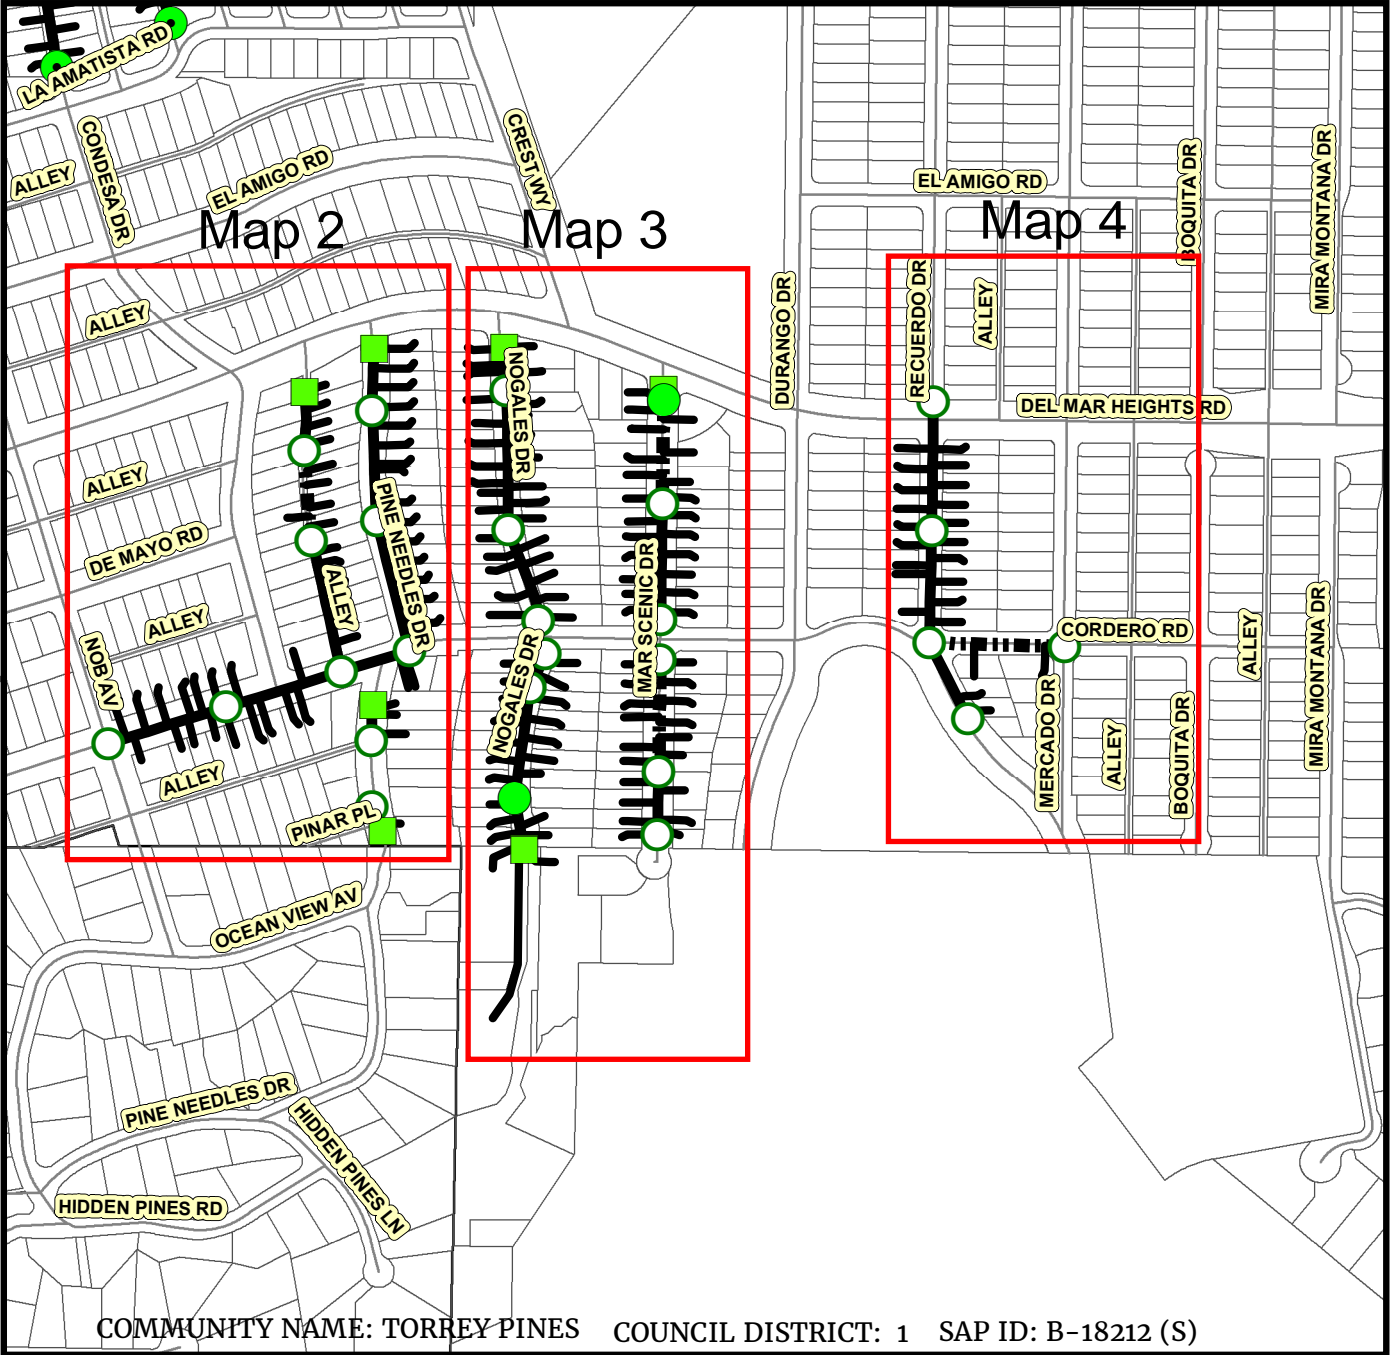 LA AMATISTA RD
CONDESA DR
CREST WY
ALLEY
EL AMIGO RD
EL AMIGO RD
BOQUITA DR
MIRA MONTANA DR
Map 2
Map 3
Map 4
ALLEY
DURANGO DR
RECUERDO DR
ALLEY
NOGALES DR
DEL MAR HEIGHTS RD
ALLEY
DE MAYO RD
PINE NEEDLES DR
ALLEY
ALLEY
MAR SCENIC DR
NOB AV
NOGALES DR
CORDERO RD
ALLEY
MIRA MONTANA DR
MERCADO DR
ALLEY
BOQUITA DR
ALLEY
PINAR PL
OCEAN VIEW AV
PINE NEEDLES DR
HIDDEN PINES LN
HIDDEN PINES RD
COMMUNITY NAME: TORREY PINES COUNCIL DISTRICT: 1 SAP ID: B-18212 (S)